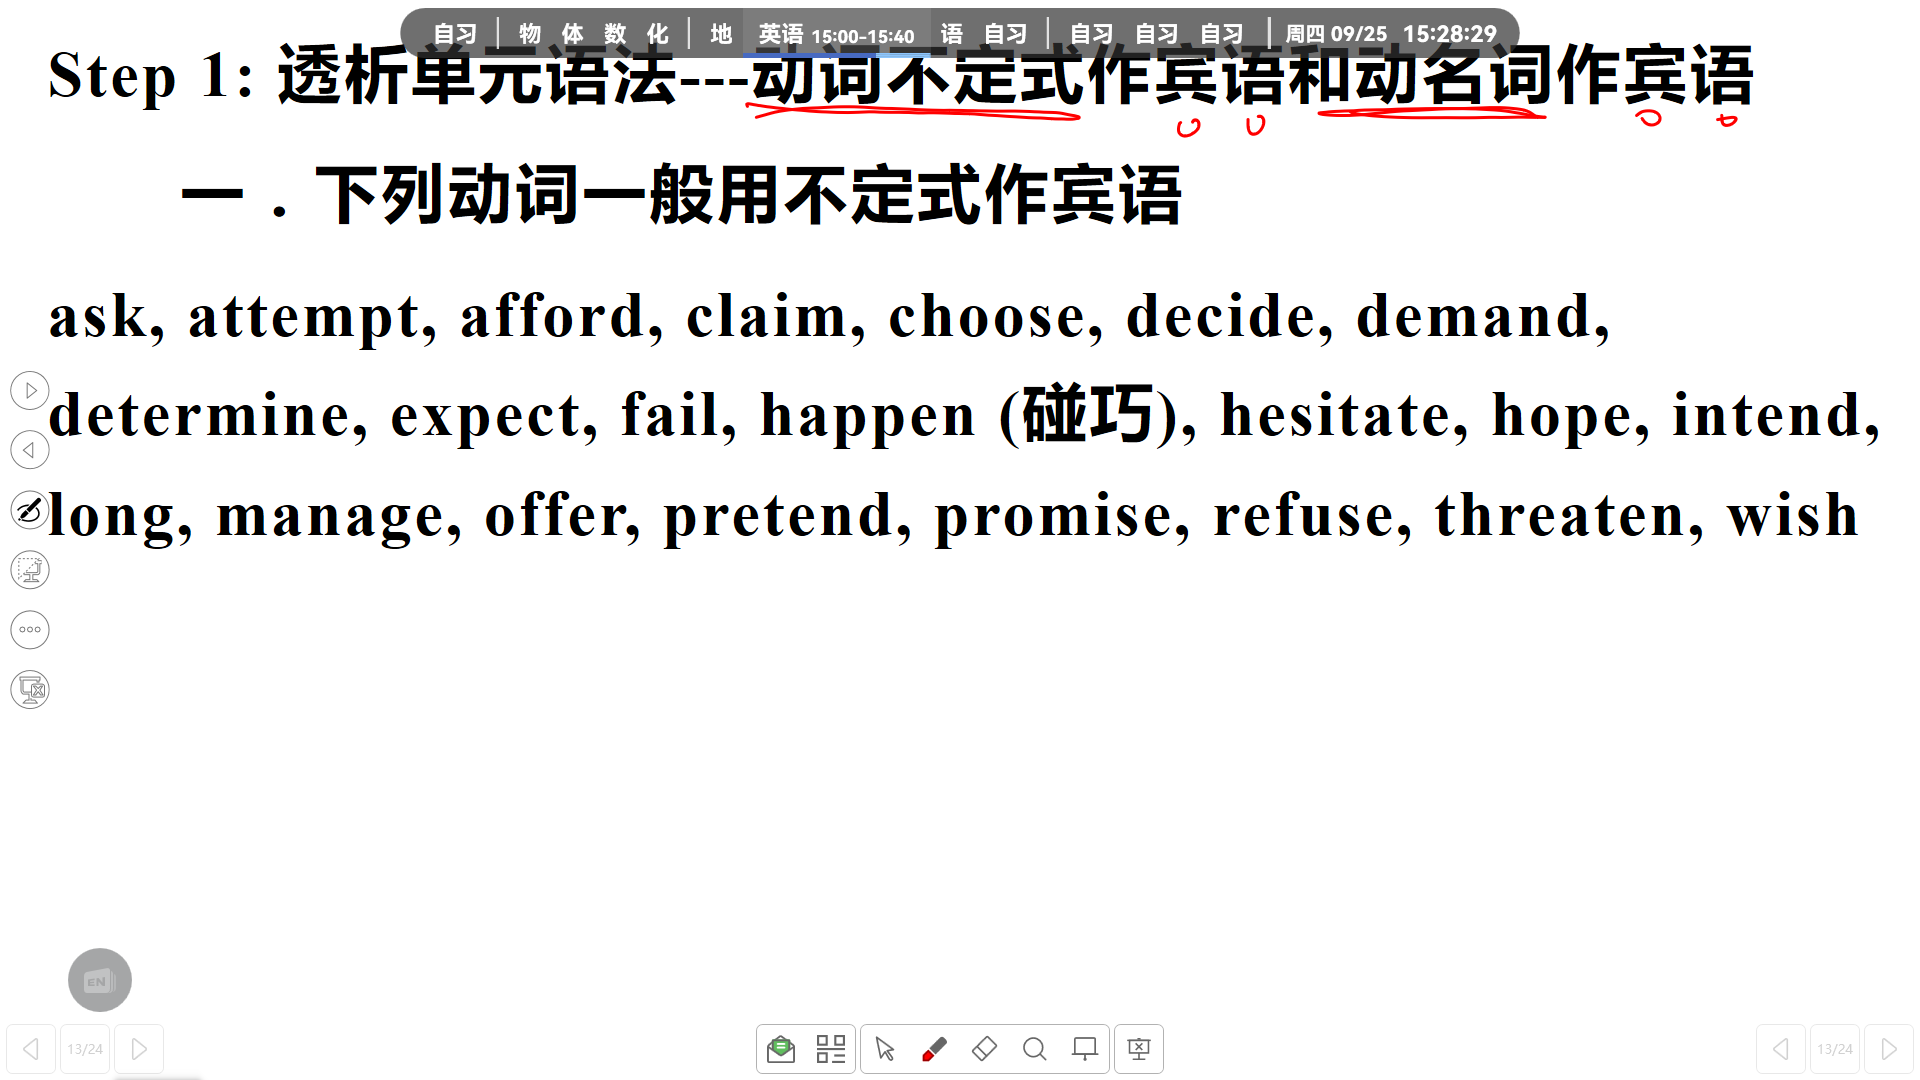 自习 物 体 数 化 地 英语 15:00-15:40 语 自习 自习 自习 自习 周四 09/25 15:28:29
Step 1: 透析单元语法---动词不定式作宾语和动名词作宾语
一 . 下列动词一般用不定式作宾语
ask, attempt, afford, claim, choose, decide, demand,
determine, expect, fail, happen (碰巧), hesitate, hope, intend,
long, manage, offer, pretend, promise, refuse, threaten, wish
EN
13/24 13/24